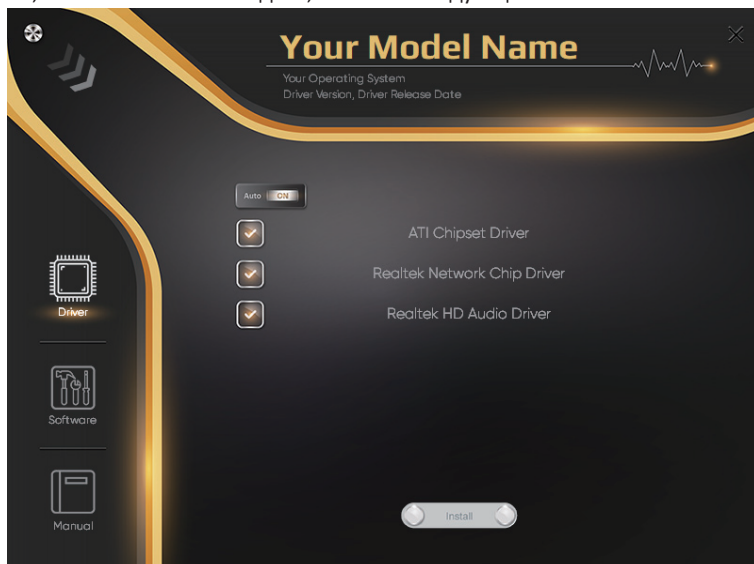 Your Model Name
Your Operating System
Driver Version, Driver Release Date
Auto ON
ATI Chipset Driver
Realtek Network Chip Driver
Realtek HD Audio Driver
Driver
Software
Manual
Install